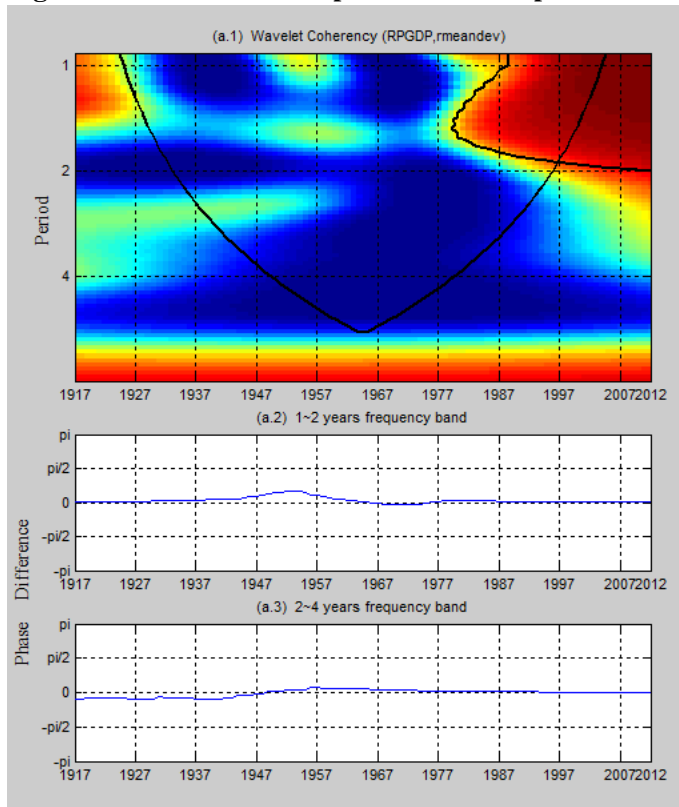 (a.1) Wavelet Coherency (RPGDP,rmeandev)
1
2
4
Period
1917 1927 1937 1947 1957 1967 1977 1987 1997 20072012
(a.2) 1~2 years frequency band
pi
pi/2
0
-pi/2
-pi
1917 1927 1937 1947 1957 1967 1977 1987 1997 20072012
Phase Difference
(a.3) 2~4 years frequency band
pi
pi/2
0
-pi/2
-pi
1917 1927 1937 1947 1957 1967 1977 1987 1997 20072012